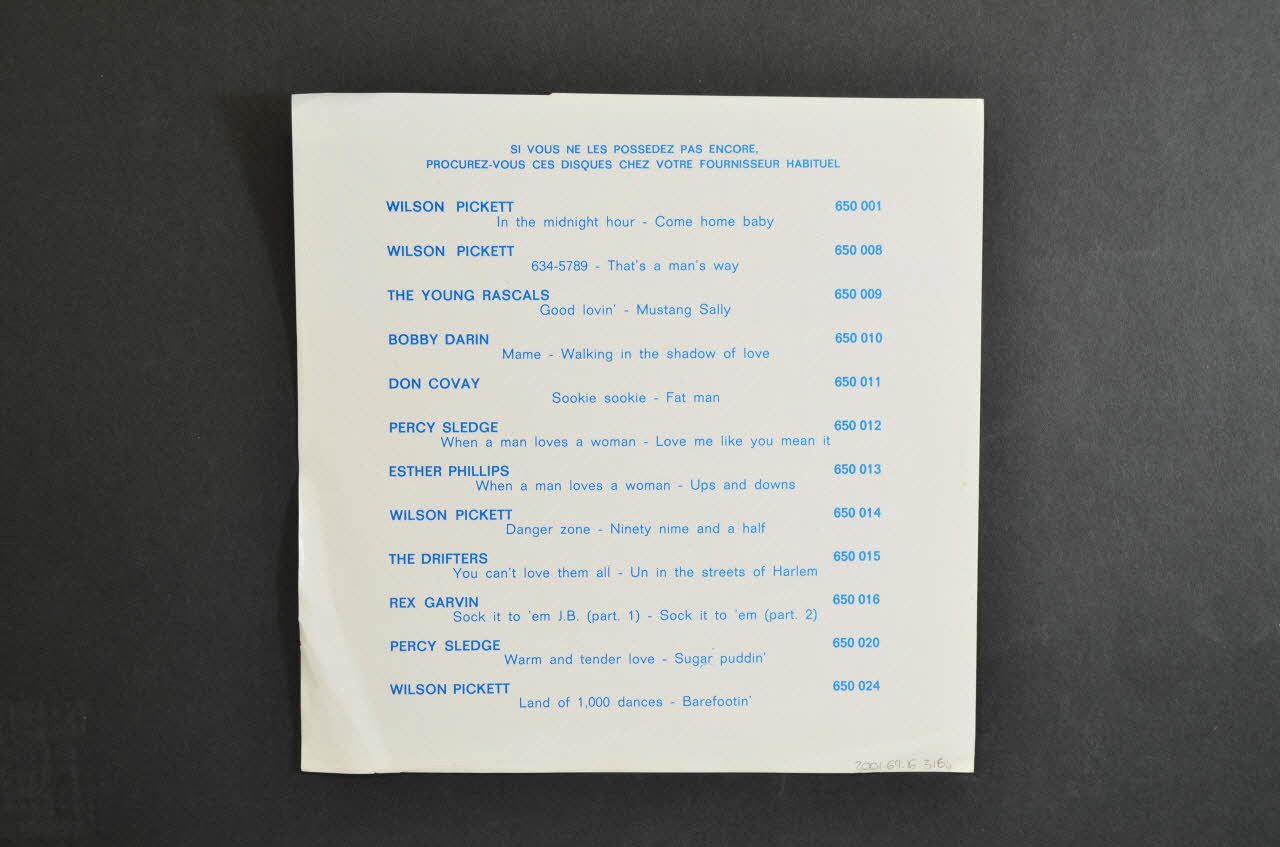 SI VOUS NE LES POSSEDEZ PAS ENCORE,
PROCUREZ-VOUS CES DISQUES CHEZ VOTRE FOURNISSEUR HABITUEL
WILSON PICKETT 650 001
In the midnight hour - Come home baby
WILSON PICKETT 650 008
634-5789 - That's a man's way
THE YOUNG RASCALS 650 009
Good lovin' - Mustang Sally
BOBBY DARIN 650 010
Mame - Walking in the shadow of love
DON COVAY 650 011
Sookie sookie - Fat man
PERCY SLEDGE 650 012
When a man loves a woman - Love me like you mean it
ESTHER PHILLIPS 650 013
When a man loves a woman - Ups and downs
WILSON PICKETT 650 014
Danger zone - Ninety nime and a half
THE DRIFTERS 650 015
You can't love them all - Un in the streets of Harlem
REX GARVIN 650 016
Sock it to 'em J.B. (part. 1) - Sock it to 'em (part. 2)
PERCY SLEDGE 650 020
Warm and tender love - Sugar puddin'
WILSON PICKETT 650 024
Land of 1,000 dances - Barefootin'